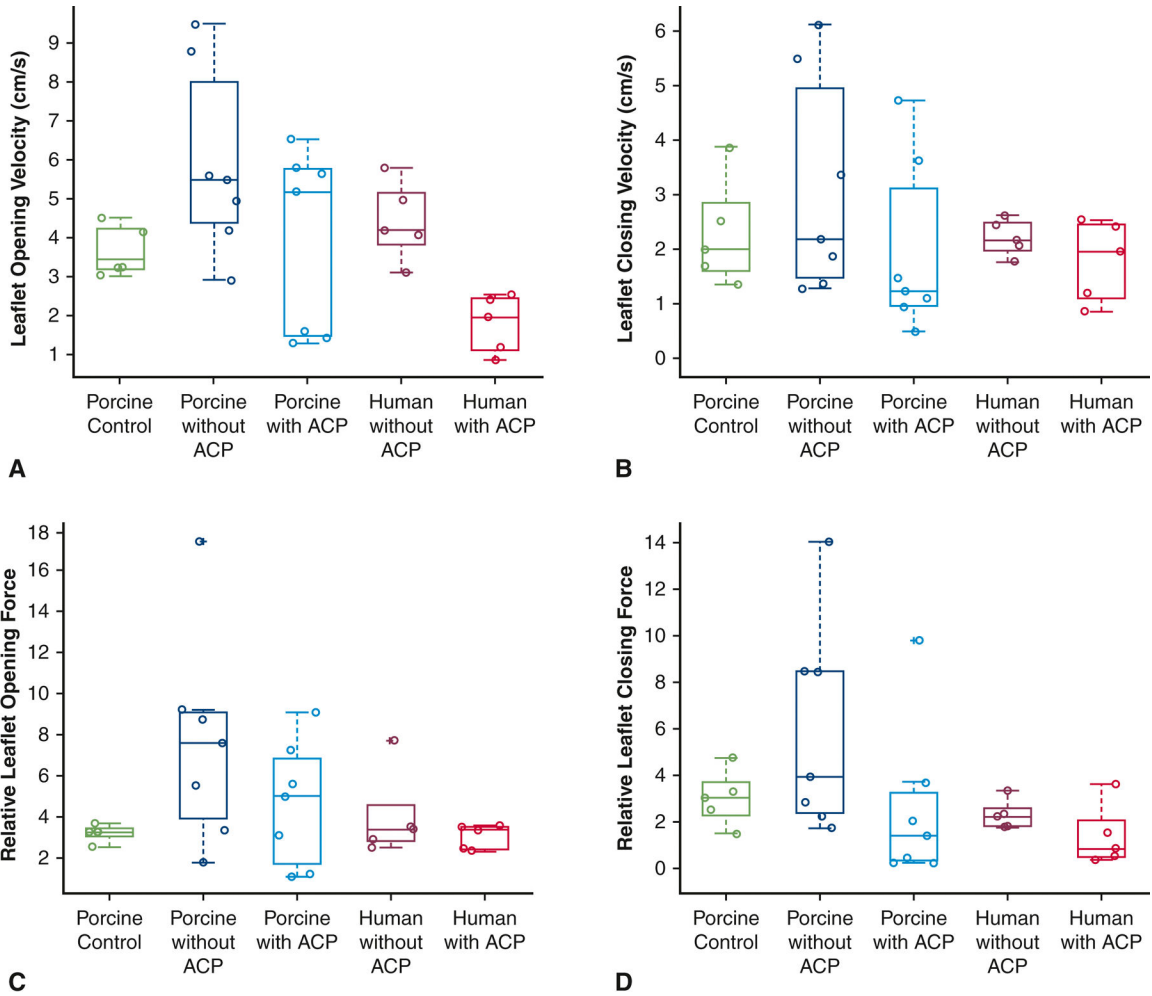 Leaflet Opening Velocity (cm/s)
9
8
7
6
5
4
3
2
1
Porcine Control
Porcine without ACP
Porcine with ACP
Human without ACP
Human with ACP
A
Leaflet Closing Velocity (cm/s)
6
5
4
3
2
1
0
Porcine Control
Porcine without ACP
Porcine with ACP
Human without ACP
Human with ACP
B
Relative Leaflet Opening Force
18
16
14
12
10
8
6
4
2
Porcine Control
Porcine without ACP
Porcine with ACP
Human without ACP
Human with ACP
C
Relative Leaflet Closing Force
14
12
10
8
6
4
2
0
Porcine Control
Porcine without ACP
Porcine with ACP
Human without ACP
Human with ACP
D